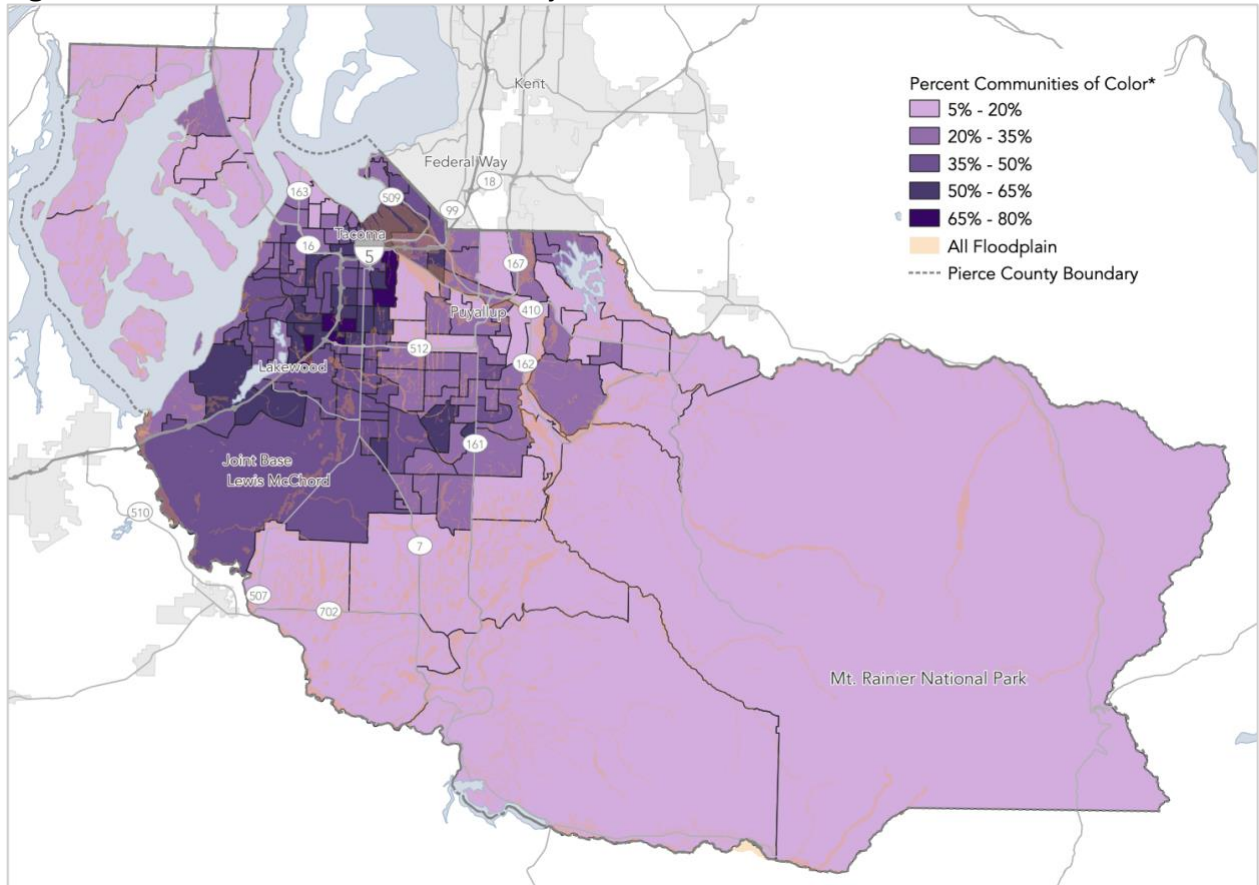 Kent
Percent Communities of Color*
5% - 20%
20% - 35%
35% - 50%
50% - 65%
65% - 80%
All Floodplain
Pierce County Boundary
Federal Way
18
163
509
99
Tacoma
16
5
167
Puyallup
410
512
162
Lakewood
161
Joint Base
Lewis McChord
510
7
507
702
Mt. Rainier National Park